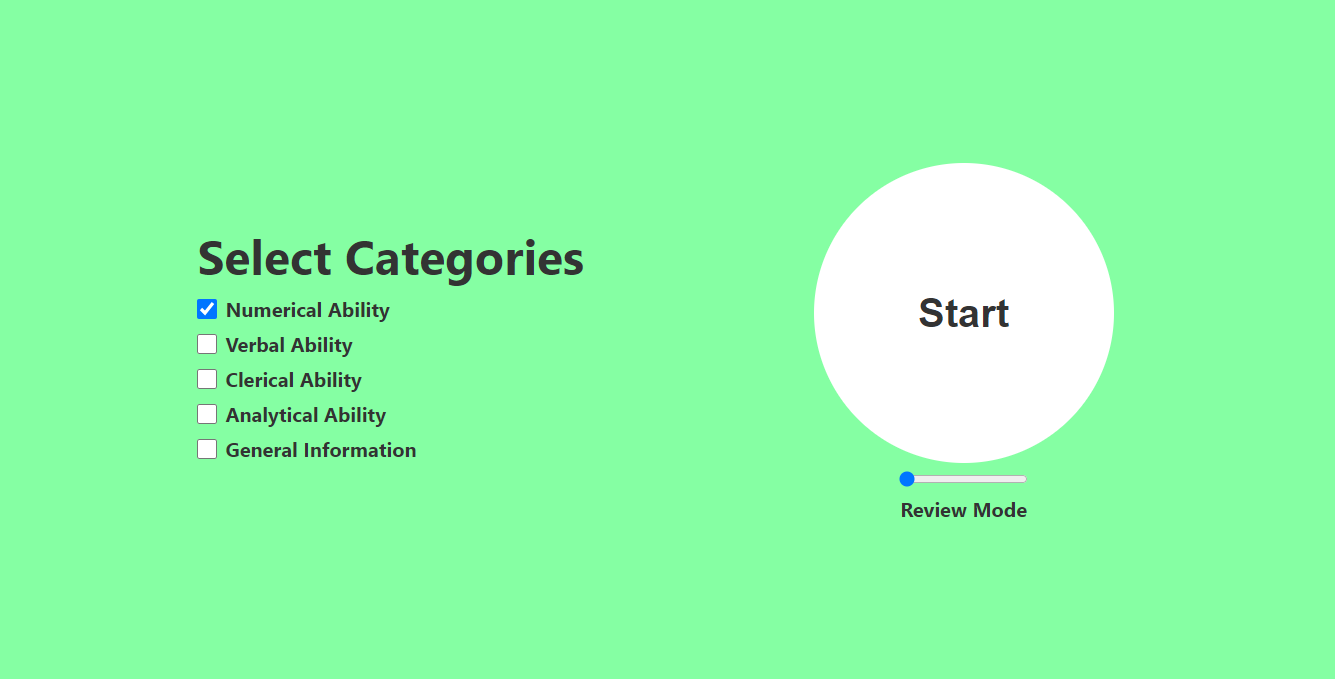 Select Categories
Numerical Ability
Verbal Ability
Clerical Ability
Analytical Ability
General Information
Start
Review Mode